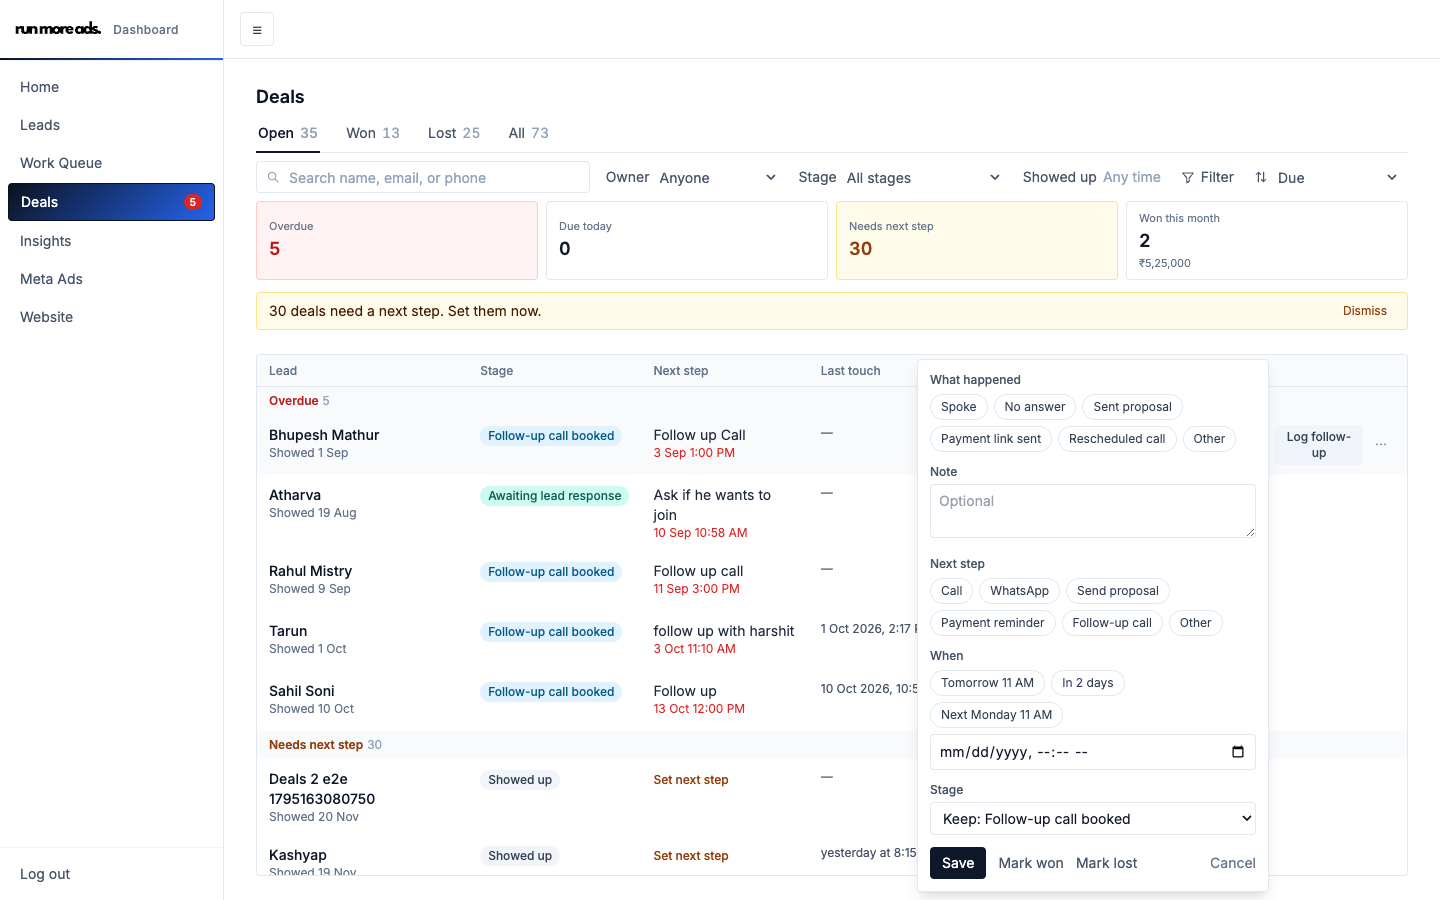 run more ads. Dashboard
≡
Home
Leads
Work Queue
Deals 5
Insights
Meta Ads
Website
Log out
Deals
Open 35 Won 13 Lost 25 All 73
Search name, email, or phone Owner Anyone Stage All stages Showed up Any time Filter Due
Overdue
5
Due today
0
Needs next step
30
Won this month
2
₹5,25,000
30 deals need a next step. Set them now. Dismiss
Lead Stage Next step Last touch
Overdue 5
Bhupesh Mathur Follow-up call booked Follow up Call —
Showed 1 Sep 3 Sep 1:00 PM
Log follow-
up
...
Atharva Awaiting lead response Ask if he wants to —
Showed 19 Aug join
10 Sep 10:58 AM
Rahul Mistry Follow-up call booked Follow up call —
Showed 9 Sep 11 Sep 3:00 PM
Tarun Follow-up call booked follow up with harshit 1 Oct 2026, 2:17
Showed 1 Oct 3 Oct 11:10 AM
Sahil Soni Follow-up call booked Follow up 10 Oct 2026,
Showed 10 Oct 13 Oct 12:00 PM
Needs next step 30
Deals 2 e2e Showed up Set next step —
1795163080750
Showed 20 Nov
Kashyap Showed up Set next step yesterday at 8:15
Showed 19 Nov
What happened
Spoke No answer Sent proposal
Payment link sent Rescheduled call Other
Note
Optional
Next step
Call WhatsApp Send proposal
Payment reminder Follow-up call Other
When
Tomorrow 11 AM In 2 days
Next Monday 11 AM
mm/dd/yyyy, --:-- --
Stage
Keep: Follow-up call booked
Save Mark won Mark lost Cancel